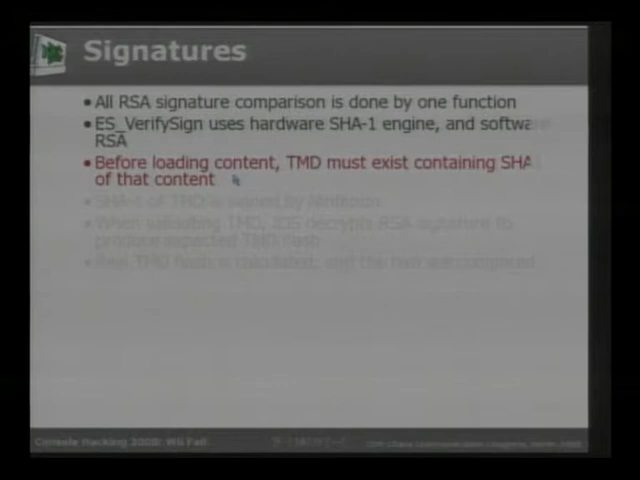 Signatures
• All RSA signature comparison is done by one function
• ES_VerifySign uses hardware SHA-1 engine, and softwa
RSA
• Before loading content, TMD must exist containing SHA
of that content
• SHA-1 of TMD is signed by Nintendo
• When validating TMD, IOS decrypts RSA signature to
produce expected TMD hash
• Real TMD hash is calculated, and the two are compared
Console Hacking 2008: Wii Fail